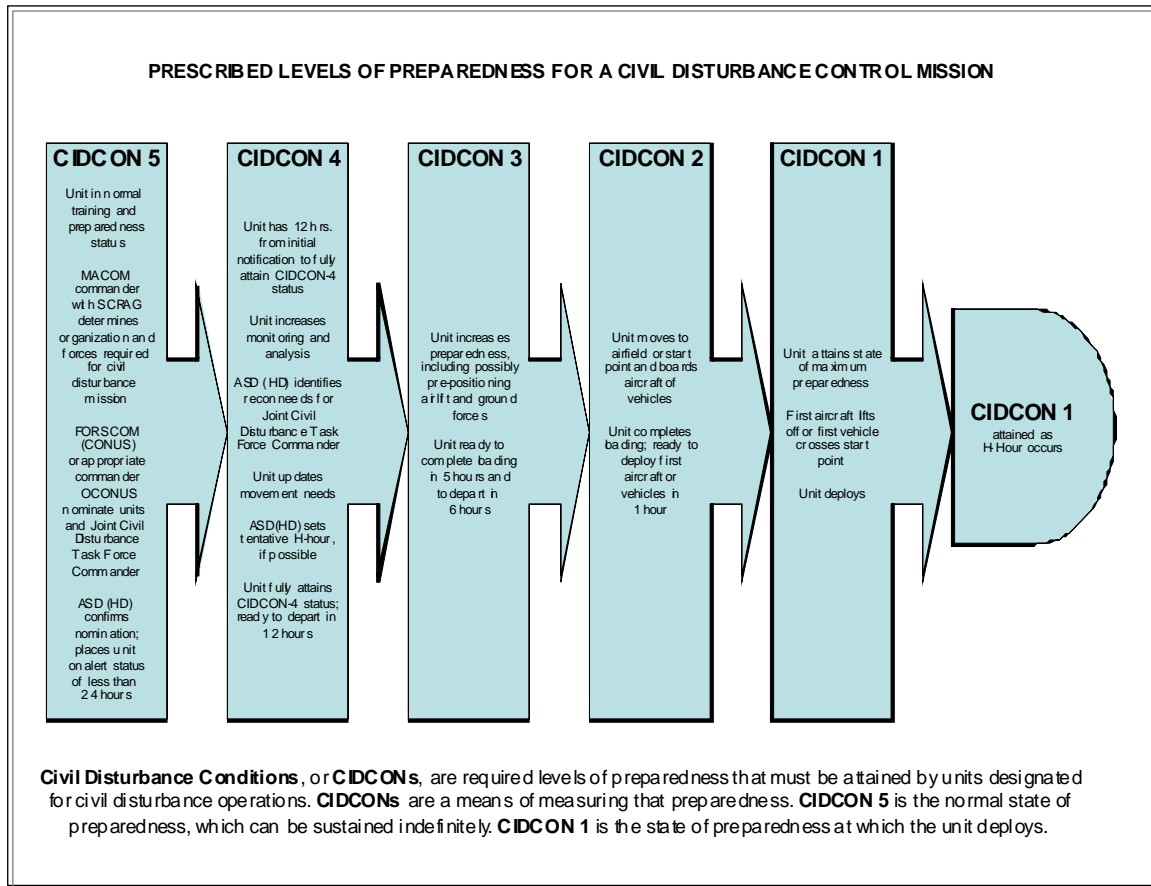 PRESCRIBED LEVELS OF PREPAREDNESS FOR A CIVIL DISTURBANCE CONTROL MISSION
CIDCON 5
Unit in normal
training and
preparedness
status
MACOM
commander
with SCRAG
determines
organization and
forces required
for civil
disturbance
mission
FORSCOM
(CONUS)
or appropriate
commander
OCONUS
nominate units
and Joint Civil
Disturbance
Task Force
Commander
ASD (HD)
confirms
nomination;
places unit
on alert status
of less than
24 hours
CIDCON 4
Unit has 12 hrs.
from initial
notification to fully
attain CIDCON-4
status
Unit increases
monitoring and
analysis
ASD (HD) identifies
recon needs for
Joint Civil
Disturbance Task
Force Commander
Unit updates
movement needs
ASD(HD) sets
tentative H-hour,
if possible
Unit fully attains
CIDCON-4 status;
ready to depart in
12 hours
CIDCON 3
Unit increases
preparedness,
including possibly
pre-positioning
airlift and ground
forces
Unit ready to
complete loading
in 5 hours and
to depart in
6 hours
CIDCON 2
Unit moves to
airfield or start
point and boards
aircraft of
vehicles
Unit completes
loading; ready to
deploy first
aircraft or
vehicles in
1 hour
CIDCON 1
Unit attains state
of maximum
preparedness
First aircraft lifts
off or first vehicle
crosses start
point
Unit deploys
CIDCON 1
attained as
H-Hour occurs
Civil Disturbance Conditions, or CIDCONs, are required levels of preparedness that must be attained by units designated
for civil disturbance operations. CIDCONs are a means of measuring that preparedness. CIDCON 5 is the normal state of
preparedness, which can be sustained indefinitely. CIDCON 1 is the state of preparedness at which the unit deploys.